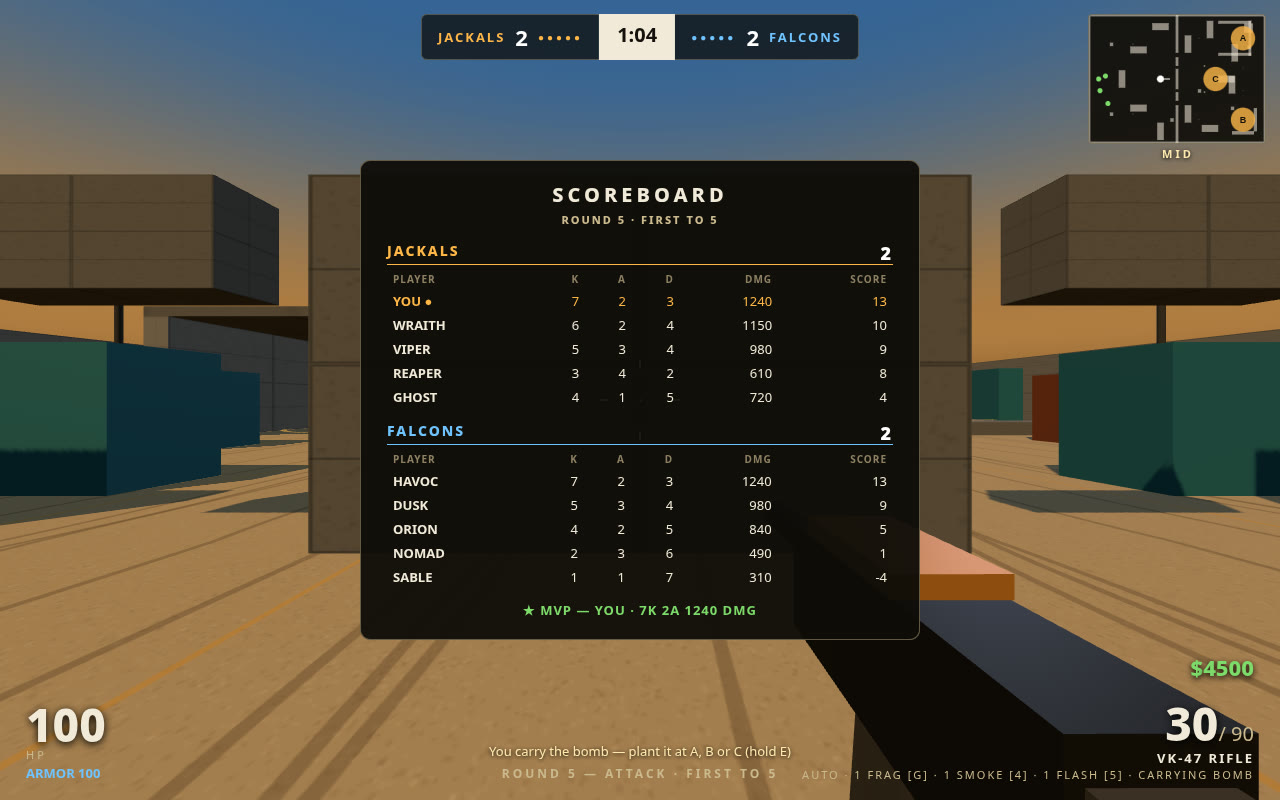 JACKALS 2 ••••• 1:04 ••••• 2 FALCONS
A
C
B
MID
SCOREBOARD
ROUND 5 · FIRST TO 5
JACKALS 2
PLAYER K A D DMG SCORE
YOU ● 7 2 3 1240 13
WRAITH 6 2 4 1150 10
VIPER 5 3 4 980 9
REAPER 3 4 2 610 8
GHOST 4 1 5 720 4
FALCONS 2
PLAYER K A D DMG SCORE
HAVOC 7 2 3 1240 13
DUSK 5 3 4 980 9
ORION 4 2 5 840 5
NOMAD 2 3 6 490 1
SABLE 1 1 7 310 -4
★ MVP — YOU · 7K 2A 1240 DMG
$4500
100
HP
ARMOR 100
You carry the bomb — plant it at A, B or C (hold E)
ROUND 5 — ATTACK · FIRST TO 5
30 / 90
VK-47 RIFLE
AUTO · 1 FRAG [G] · 1 SMOKE [4] · 1 FLASH [5] · CARRYING BOMB